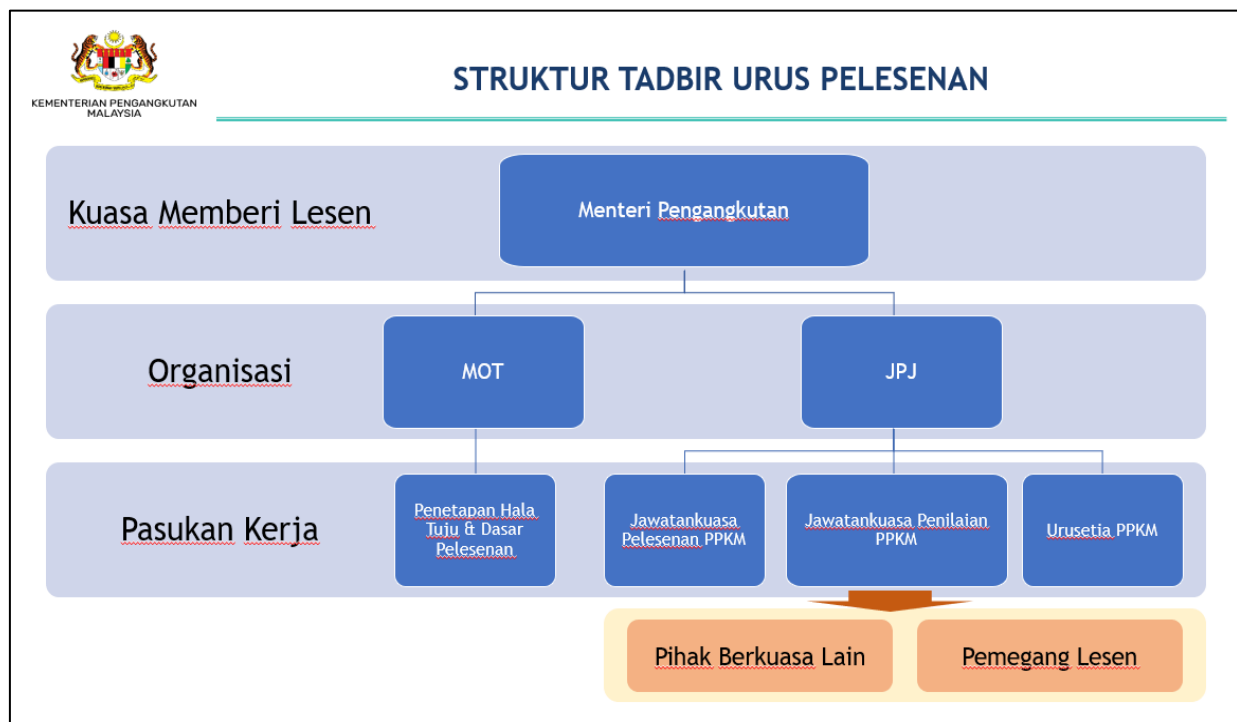 STRUKTUR TADBIR URUS PELESENAN
KEMENTERIAN PENGANGKUTAN
MALAYSIA
Kuasa Memberi Lesen
Menteri Pengangkutan
Organisasi
MOT
JPJ
Pasukan Kerja
Penetapan Hala
Tuju & Dasar
Pelesenan
Jawatankuasa
Pelesenan PPKM
Jawatankuasa Penilaian
PPKM
Urusetia PPKM
Pihak Berkuasa Lain
Pemegang Lesen